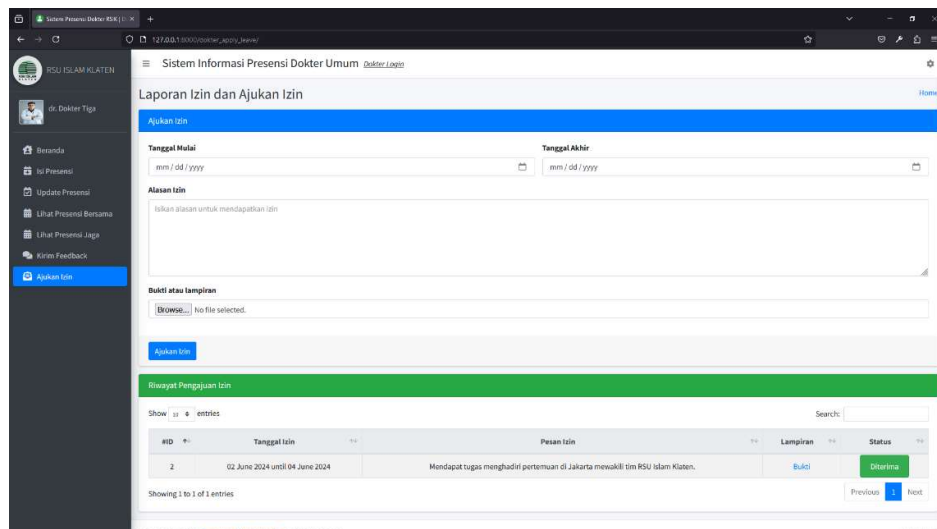 Sistem Presensi Dokter RSIK | D
127.0.0.1:8000/dokter_apply_leave/
RSU ISLAM KLATEN
Sistem Informasi Presensi Dokter Umum Dokter Login
dr. Dokter Tiga
Laporan Izin dan Ajukan Izin
Home
Beranda
Isi Presensi
Update Presensi
Lihat Presensi Bersama
Lihat Presensi Jaga
Kirim Feedback
Ajukan Izin
Ajukan Izin
Tanggal Mulai Tanggal Akhir
mm / dd / yyyy mm / dd / yyyy
Alasan Izin
Isikan alasan untuk mendapatkan izin
Bukti atau lampiran
Browse... No file selected.
Ajukan Izin
Riwayat Pengajuan Izin
Show 10 entries Search:
#ID Tanggal Izin Pesan Izin Lampiran Status
2 02 June 2024 until 04 June 2024 Mendapat tugas menghadiri pertemuan di Jakarta mewakili tim RSU Islam Klaten. Bukti Diterima
Showing 1 to 1 of 1 entries Previous 1 Next